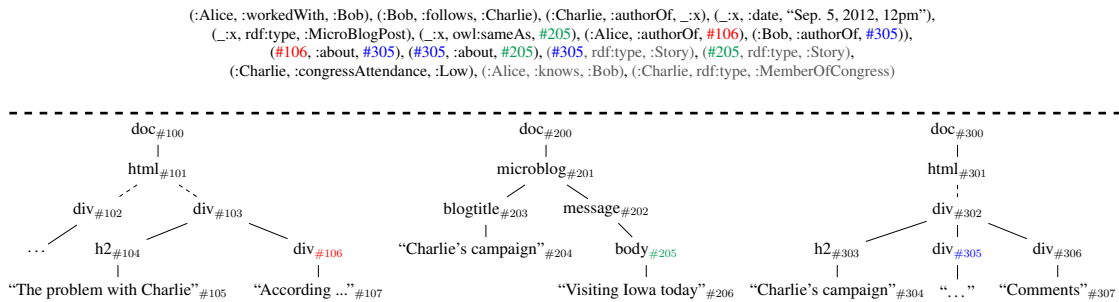 (:Alice, :workedWith, :Bob), (:Bob, :follows, :Charlie), (:Charlie, :authorOf, _:x), (_:x, :date, “Sep. 5, 2012, 12pm”),
(_:x, rdf:type, :MicroBlogPost), (_:x, owl:sameAs, #205), (:Alice, :authorOf, #106), (:Bob, :authorOf, #305)),
(#106, :about, #305), (#305, :about, #205), (#305, rdf:type, :Story), (#205, rdf:type, :Story),
(:Charlie, :congressAttendance, :Low), (:Alice, :knows, :Bob), (:Charlie, rdf:type, :MemberOfCongress)
doc#100 doc#200 doc#300
html#101 microblog#201 html#301
div#102 div#103 blogtitle#203 message#202 div#302
... h2#104 div#106 “Charlie’s campaign”#204 body#205 h2#303 div#305 div#306
“The problem with Charlie”#105 “According ...”#107 “Visiting Iowa today”#206 “Charlie’s campaign”#304 “...” “Comments”#307